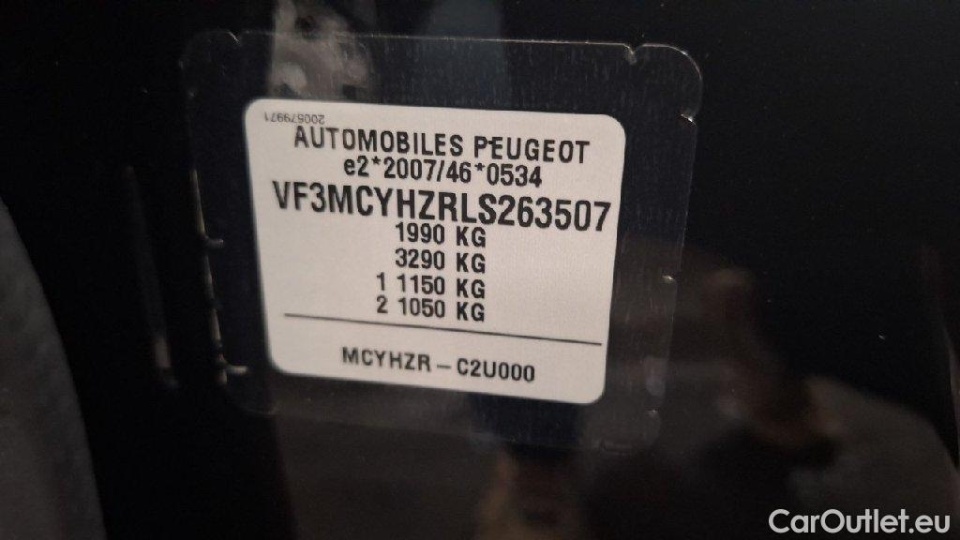 200579971
AUTOMOBILES PEUGEOT
e2*2007/46*0534
VF3MCYHZRLS263507
1990 KG
3290 KG
1 1150 KG
2 1050 KG
MCYHZR – C2U000
CarOutlet.eu